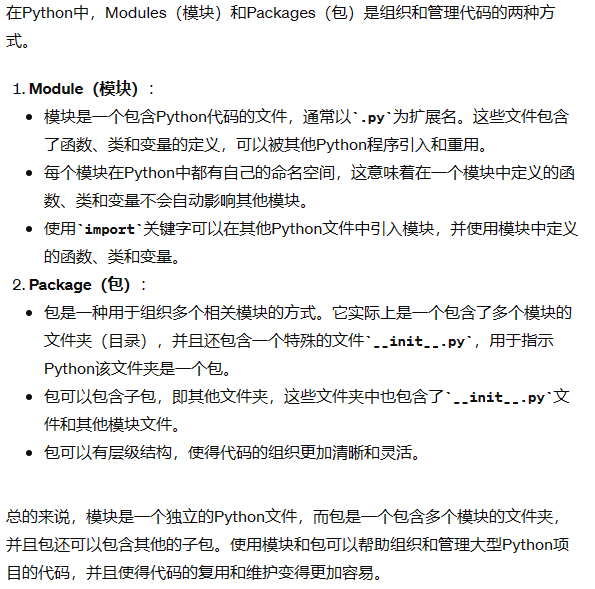 在Python中，Modules（模块）和Packages（包）是组织和管理代码的两种方
式。
1. Module（模块）：
• 模块是一个包含Python代码的文件，通常以`.py`为扩展名。这些文件包含
了函数、类和变量的定义，可以被其他Python程序引入和重用。
• 每个模块在Python中都有自己的命名空间，这意味着在一个模块中定义的函
数、类和变量不会自动影响其他模块。
• 使用`import`关键字可以在其他Python文件中引入模块，并使用模块中定义
的函数、类和变量。
2. Package（包）：
• 包是一种用于组织多个相关模块的方式。它实际上是一个包含了多个模块的
文件夹（目录），并且还包含一个特殊的文件`__init__.py`，用于指示
Python该文件夹是一个包。
• 包可以包含子包，即其他文件夹，这些文件夹中也包含了`__init__.py`文
件和其他模块文件。
• 包可以有层级结构，使得代码的组织更加清晰和灵活。
总的来说，模块是一个独立的Python文件，而包是一个包含多个模块的文件夹，
并且包还可以包含其他的子包。使用模块和包可以帮助组织和管理大型Python项
目的代码，并且使得代码的复用和维护变得更加容易。